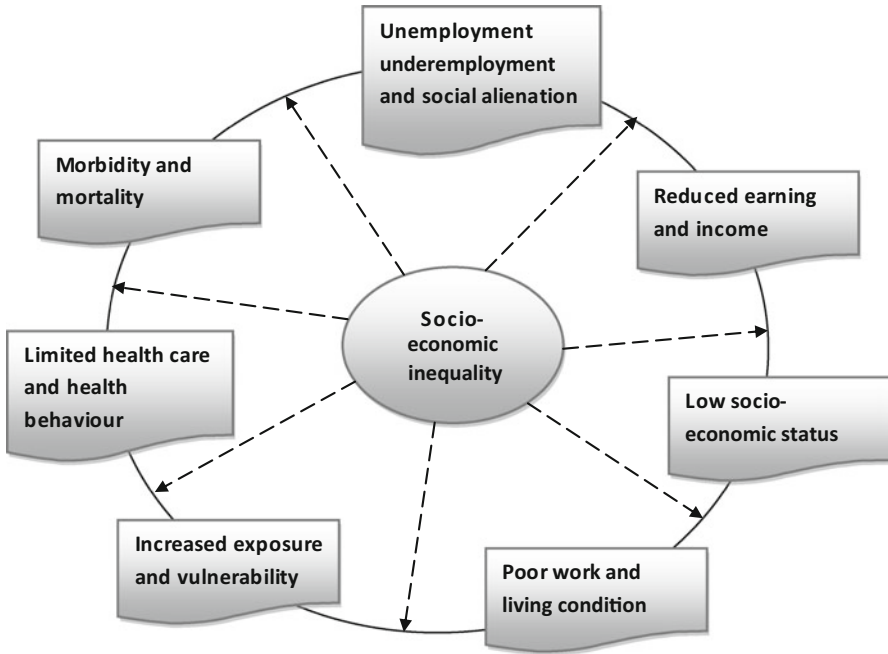 Unemployment
underemployment
and social alienation
Morbidity and
mortality
Reduced earning
and income
Socio-
economic
inequality
Limited health care
and health
behaviour
Low socio-
economic status
Increased exposure
and vulnerability
Poor work and
living condition